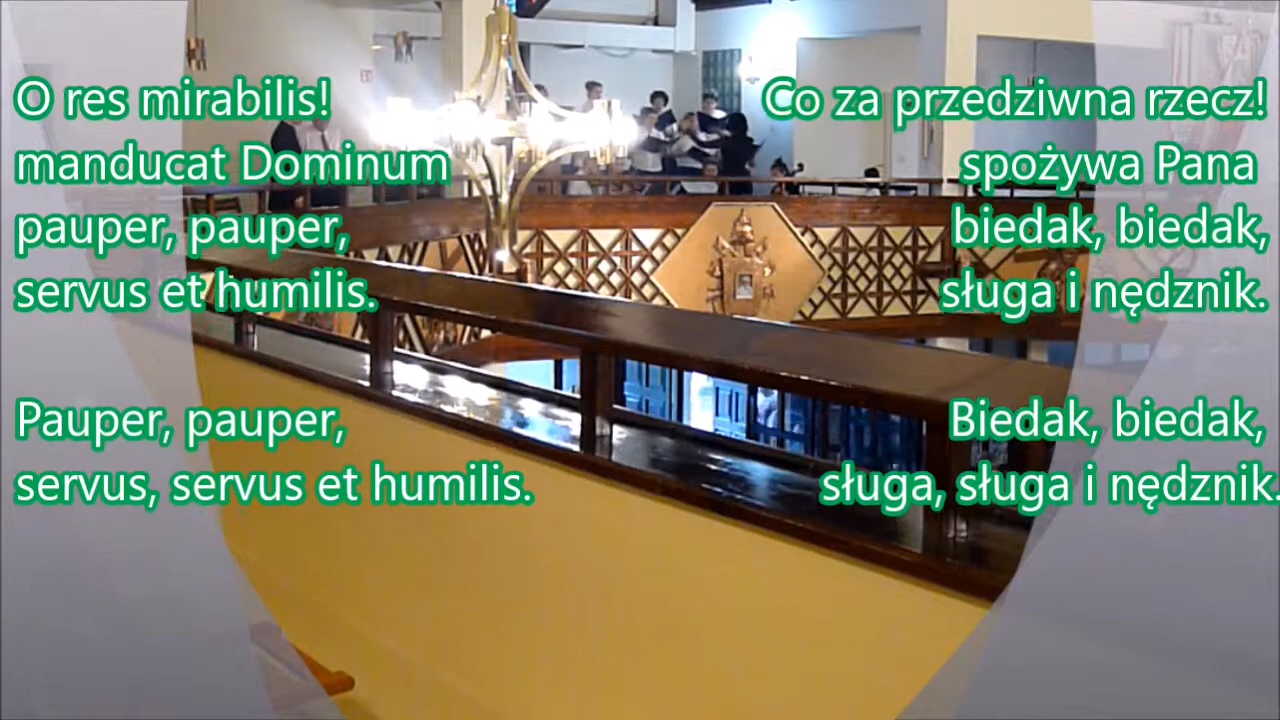 O res mirabilis!
manducat Dominum
pauper, pauper,
servus et humilis.
Pauper, pauper,
servus, servus et humilis.
Co za przedziwna rzecz!
spożywa Pana
biedak, biedak,
sługa i nędznik.
Biedak, biedak,
sługa, sługa i nędznik.